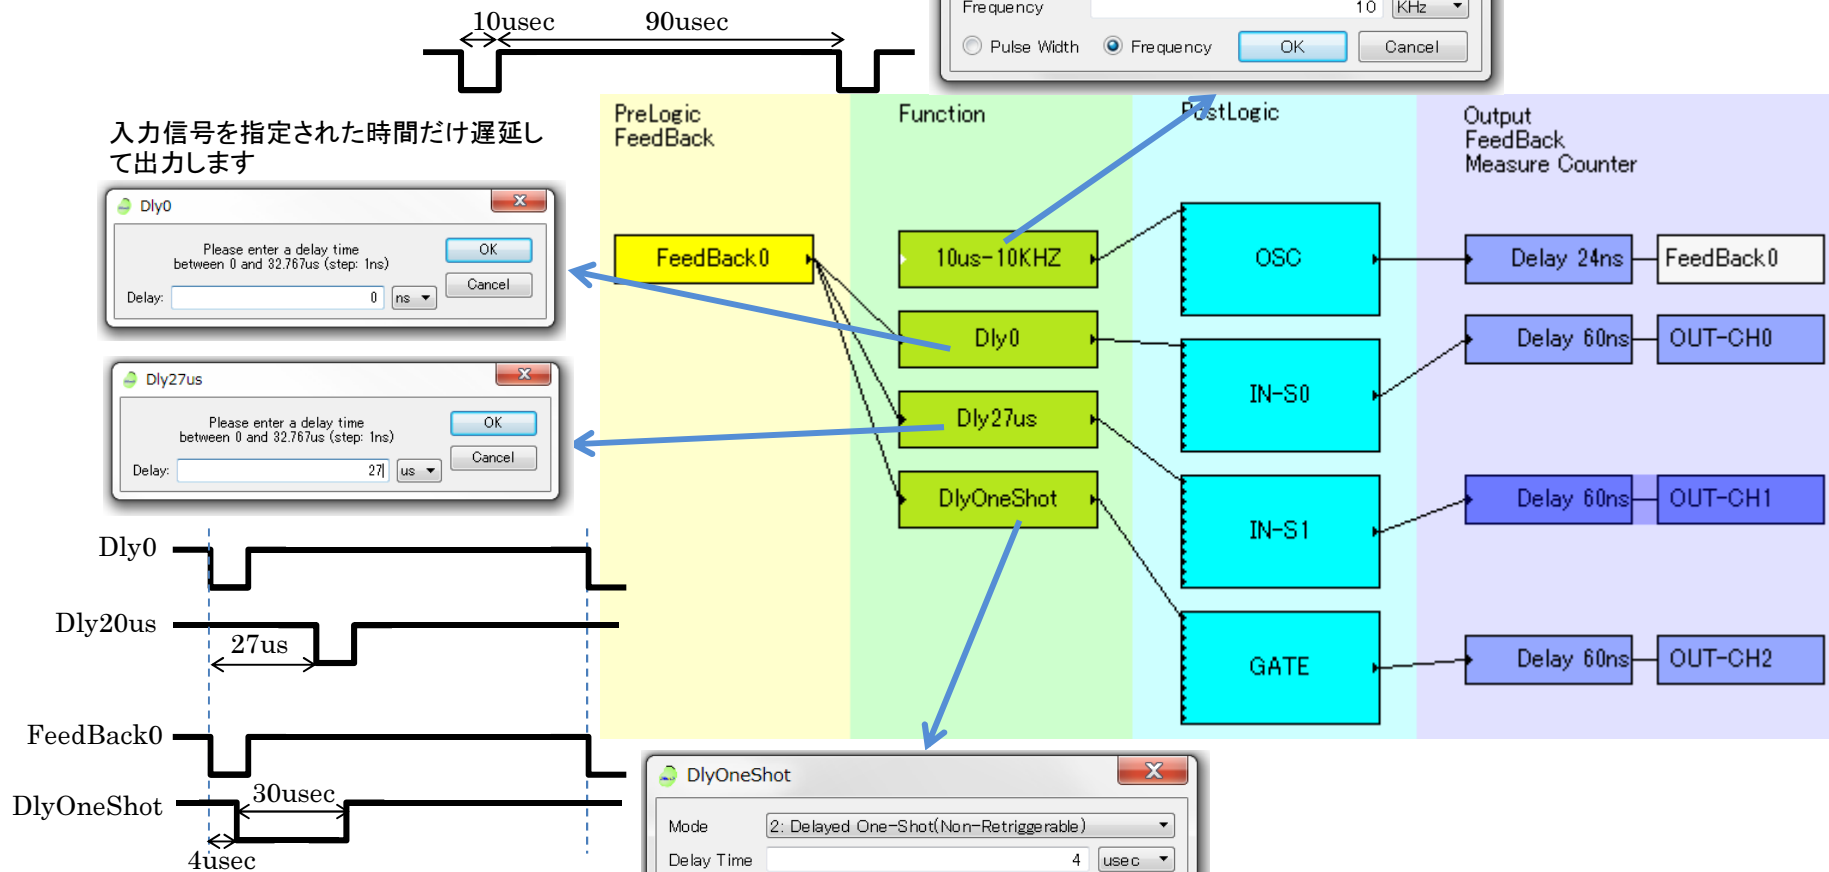 Frequency 10 KHz
Pulse Width Frequency OK Cancel
10usec 90usec
入力信号を指定された時間だけ遅延し
て出力します
Dly0
Please enter a delay time
between 0 and 32.767us (step: 1ns)
OK
Cancel
Delay: 0 ns
Dly27us
Please enter a delay time
between 0 and 32.767us (step: 1ns)
OK
Cancel
Delay: 27 us
PreLogic
FeedBack
Function
PostLogic
Output
FeedBack
Measure Counter
FeedBack0
10us-10KHZ
OSC
Delay 24ns
FeedBack0
Dly0
IN-S0
Delay 60ns
OUT-CH0
Dly27us
IN-S1
Delay 60ns
OUT-CH1
DlyOneShot
GATE
Delay 60ns
OUT-CH2
Dly0
Dly20us
27us
FeedBack0
DlyOneShot
30usec
4usec
DlyOneShot
Mode 2: Delayed One-Shot(Non-Retriggerable)
Delay Time 4 usec